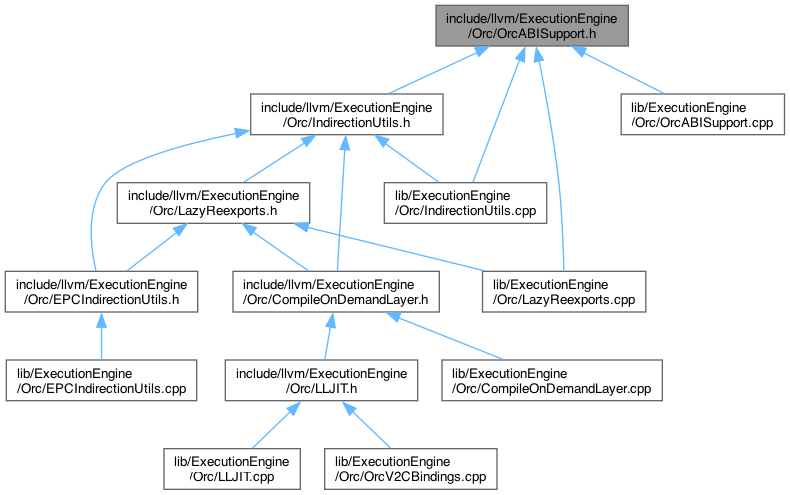 include/llvm/ExecutionEngine
/Orc/OrcABISupport.h
include/llvm/ExecutionEngine
/Orc/IndirectionUtils.h
lib/ExecutionEngine
/Orc/OrcABISupport.cpp
include/llvm/ExecutionEngine
/Orc/LazyReexports.h
lib/ExecutionEngine
/Orc/IndirectionUtils.cpp
include/llvm/ExecutionEngine
/Orc/EPCIndirectionUtils.h
include/llvm/ExecutionEngine
/Orc/CompileOnDemandLayer.h
lib/ExecutionEngine
/Orc/LazyReexports.cpp
lib/ExecutionEngine
/Orc/EPCIndirectionUtils.cpp
include/llvm/ExecutionEngine
/Orc/LLJIT.h
lib/ExecutionEngine
/Orc/CompileOnDemandLayer.cpp
lib/ExecutionEngine
/Orc/LLJIT.cpp
lib/ExecutionEngine
/Orc/OrcV2CBindings.cpp